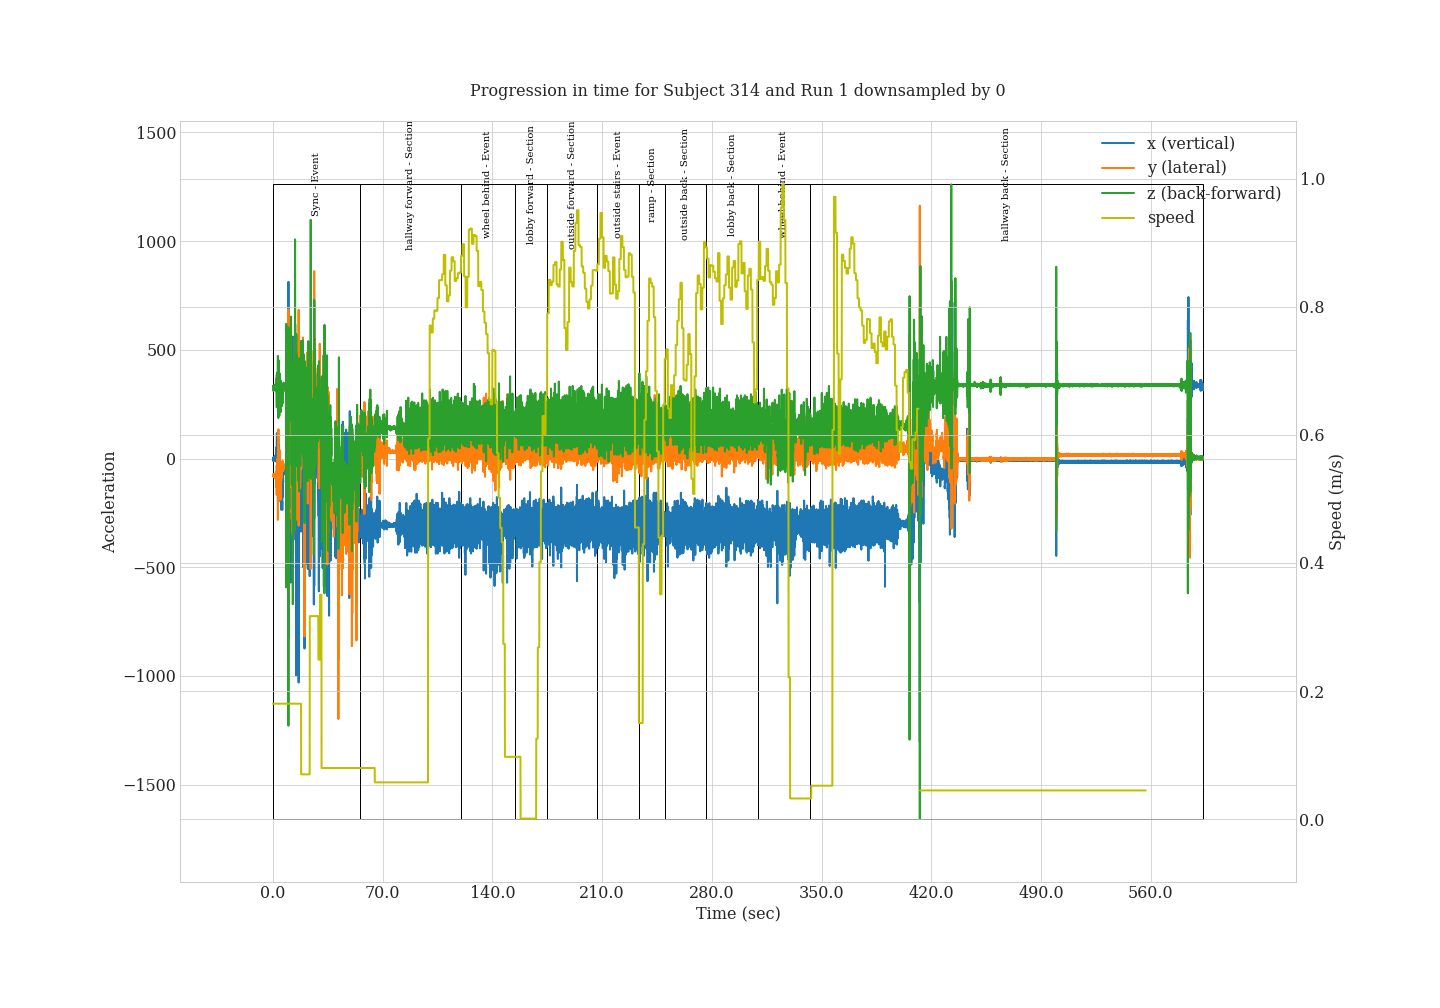 Progression in time for Subject 314 and Run 1 downsampled by 0
Sync - Event
hallway forward - Section
wheel behind - Event
lobby forward - Section
outside forward - Section
outside stairs - Event
ramp - Section
outside back - Section
lobby back - Section
hallway back - Section
x (vertical)
y (lateral)
z (back-forward)
speed
1500
1000
500
0
−500
−1000
−1500
Acceleration
1.0
0.8
0.6
0.4
0.2
0.0
Speed (m/s)
0.0
70.0
140.0
210.0
280.0
350.0
420.0
490.0
560.0
Time (sec)